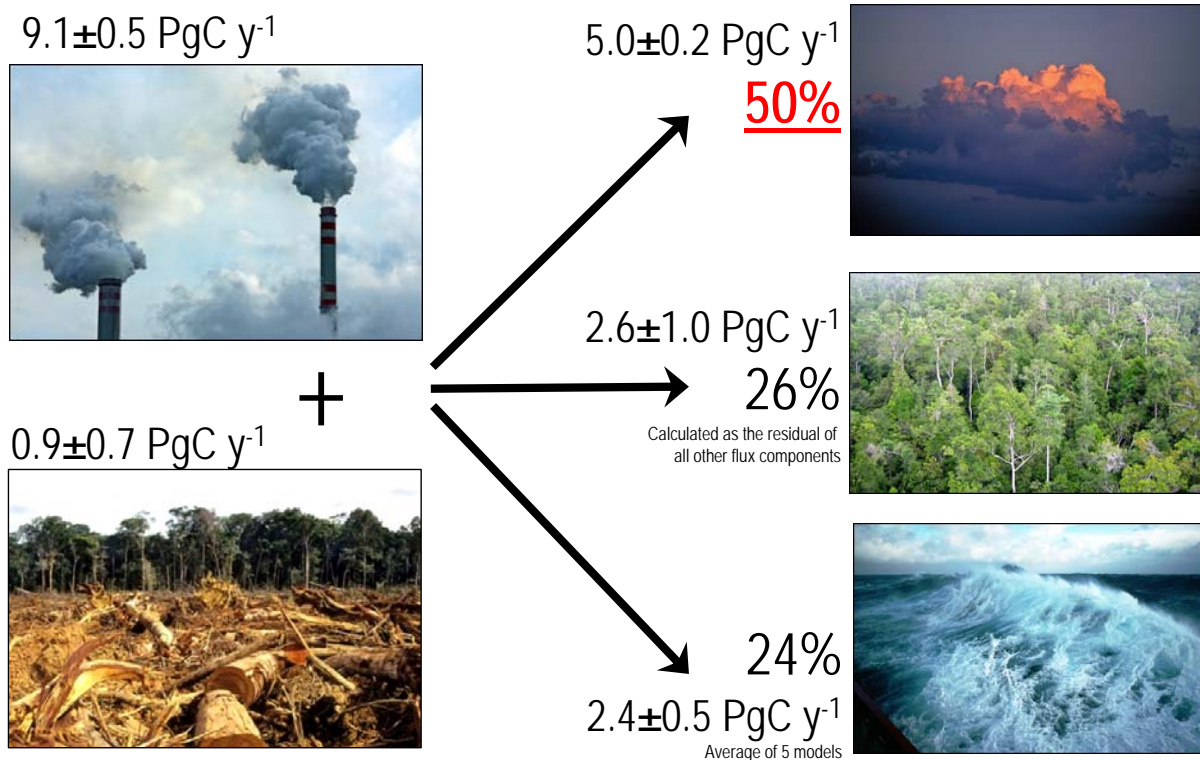 9.1±0.5 PgC y-1
+
0.9±0.7 PgC y-1
5.0±0.2 PgC y-1
50%
2.6±1.0 PgC y-1
26%
Calculated as the residual of
all other flux components
24%
2.4±0.5 PgC y-1
Average of 5 models